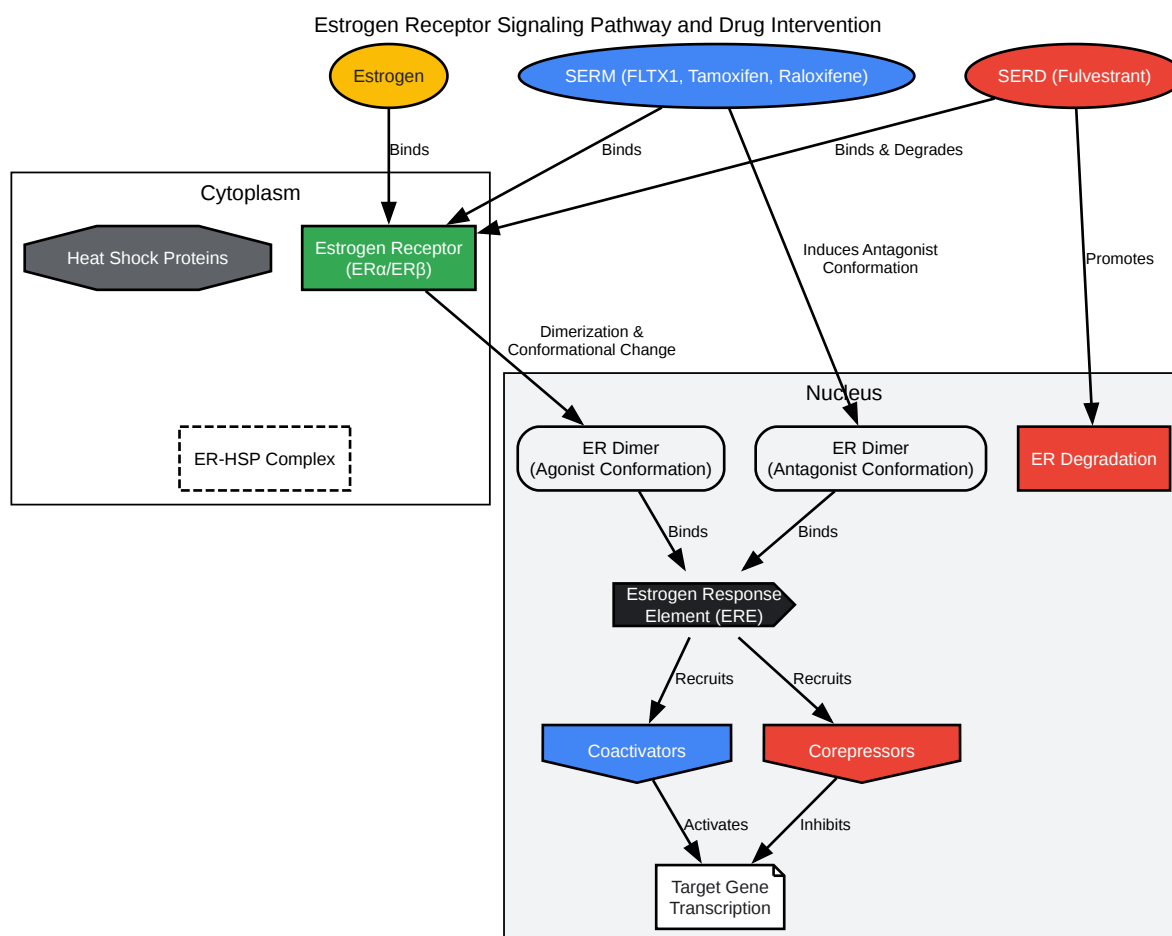 Estrogen Receptor Signaling Pathway and Drug Intervention
Estrogen
SERM (FLTX1, Tamoxifen, Raloxifene)
SERD (Fulvestrant)
Binds
Binds
Binds & Degrades
Cytoplasm
Heat Shock Proteins
Estrogen Receptor
(ERα/ERβ)
Induces Antagonist
Conformation
Promotes
Dimerization &
Conformational Change
Nucleus
ER-HSP Complex
ER Dimer
(Agonist Conformation)
ER Dimer
(Antagonist Conformation)
ER Degradation
Binds
Binds
Estrogen Response
Element (ERE)
Recruits
Recruits
Coactivators
Corepressors
Activates
Inhibits
Target Gene
Transcription